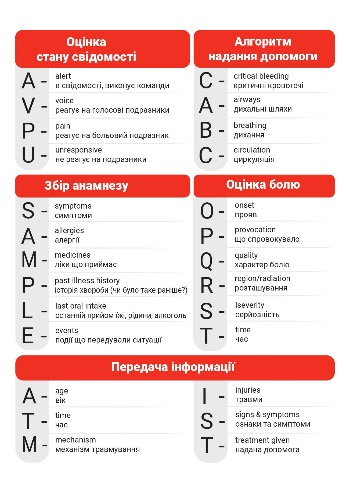 Оцінка
стану свідомості
A - alert
в свідомості, виконує команди
V - voice
реагує на голосові подразники
P - pain
реагує на больовий подразник
U - unresponsive
не реагує на подразники
Алгоритм
надання допомоги
C - critical bleeding
критичні кровотечі
A - airways
дихальні шляхи
B - breathing
дихання
C - circulation
циркуляція
Збір анамнезу
S - symptoms
симптоми
A - allergies
алергії
M - medicines
ліки що приймає
P - past illness history
історія хвороби (чи було таке раніше?)
L - last oral intake
останній прийом їжі, рідини, алкоголь
E - events
події що передували ситуації
Оцінка болю
O - onset
прояв
P - provocation
що спровокувало
Q - quality
характер болю
R - region/radiation
розташування
S - Iseverity
серйозність
T - time
час
Передача інформації
A - age
вік
T - time
час
M - mechanism
механізм травмування
I - injuries
травми
S - signs & symptoms
ознаки та симптоми
T - treatment given
надана допомога